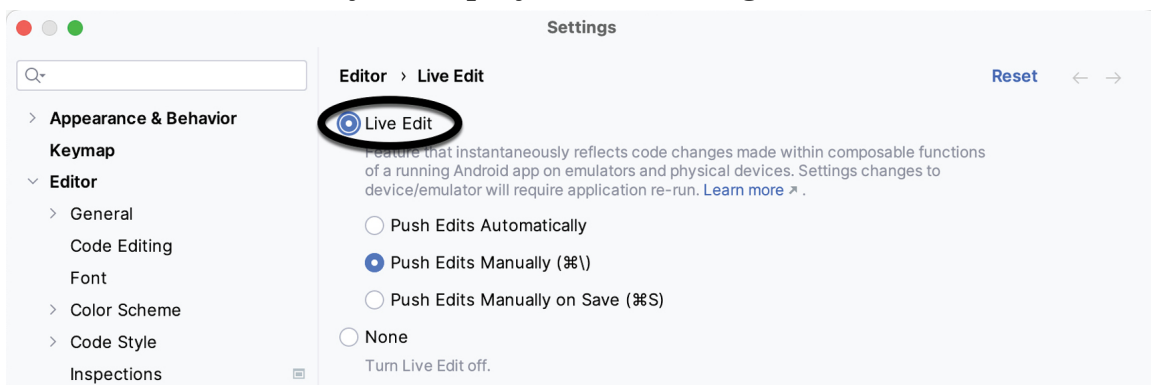 Settings
Editor › Live Edit
Reset
Live Edit
Feature that instantaneously reflects code changes made within composable functions
of a running Android app on emulators and physical devices. Settings changes to
device/emulator will require application re-run. Learn more ↗ .
Push Edits Automatically
Push Edits Manually (⌘\)
Push Edits Manually on Save (⌘S)
None
Turn Live Edit off.
Appearance & Behavior
Keymap
Editor
General
Code Editing
Font
Color Scheme
Code Style
Inspections